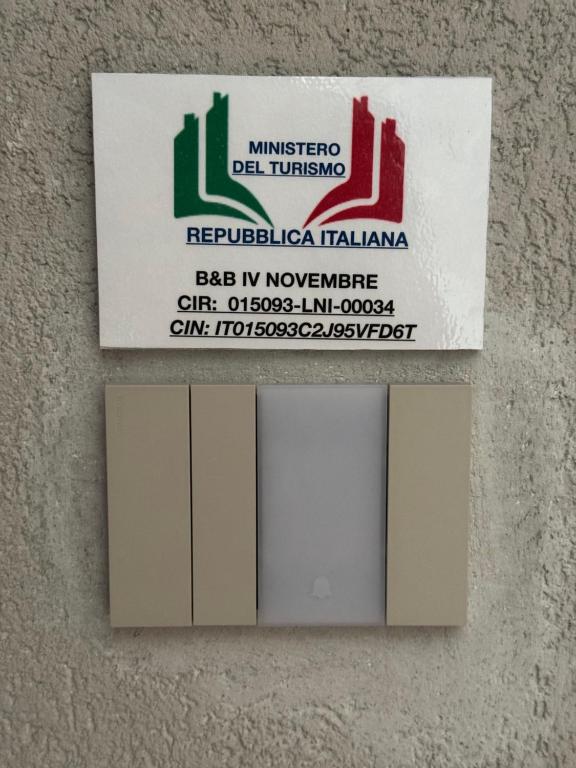 MINISTERO
DEL TURISMO
REPUBBLICA ITALIANA
B&B IV NOVEMBRE
CIR: 015093-LNI-00034
CIN: IT015093C2J95VFD6T